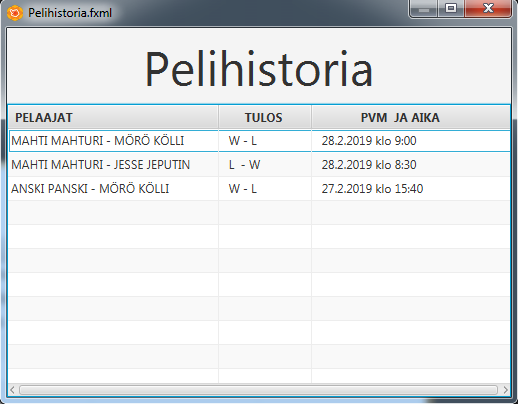 Pelihistoria.fxml
Pelihistoria
PELAAJAT TULOS PVM JA AIKA
MAHTI MAHTURI - MÖRÖ KÖLLI W - L 28.2.2019 klo 9:00
MAHTI MAHTURI - JESSE JEPUTIN L - W 28.2.2019 klo 8:30
ANSKI PANSKI - MÖRÖ KÖLLI W - L 27.2.2019 klo 15:40